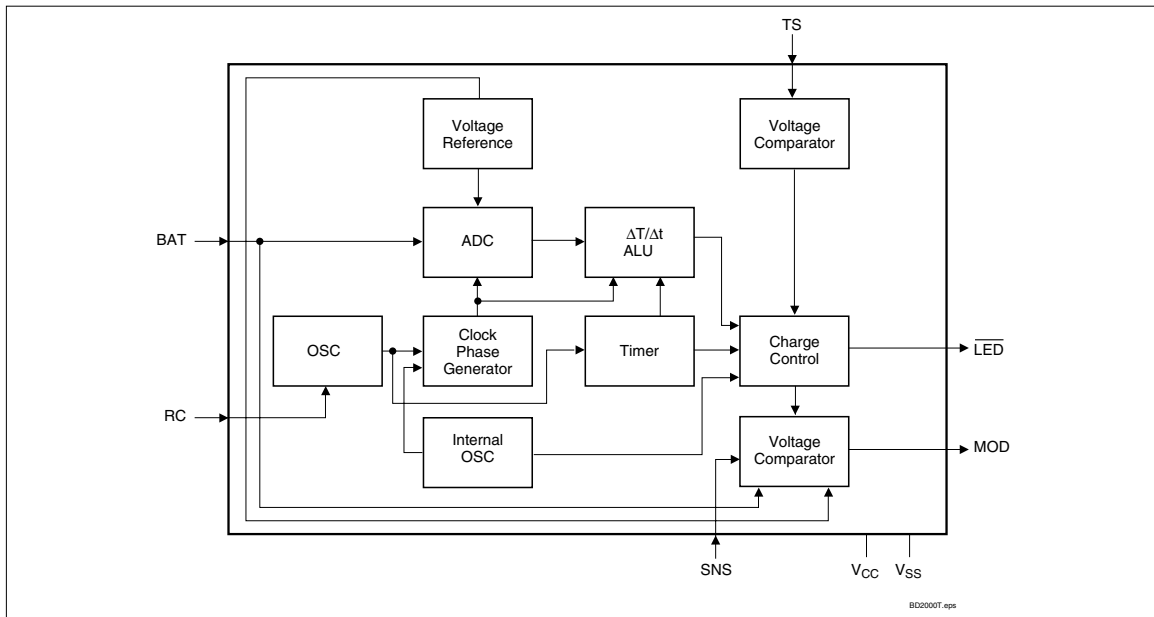 TS
Voltage
Reference
Voltage
Comparator
BAT
ADC
ΔT/Δt
ALU
OSC
Clock
Phase
Generator
Timer
Charge
Control
LED
RC
Internal
OSC
Voltage
Comparator
MOD
SNS
VCC
VSS
BD2000T.eps